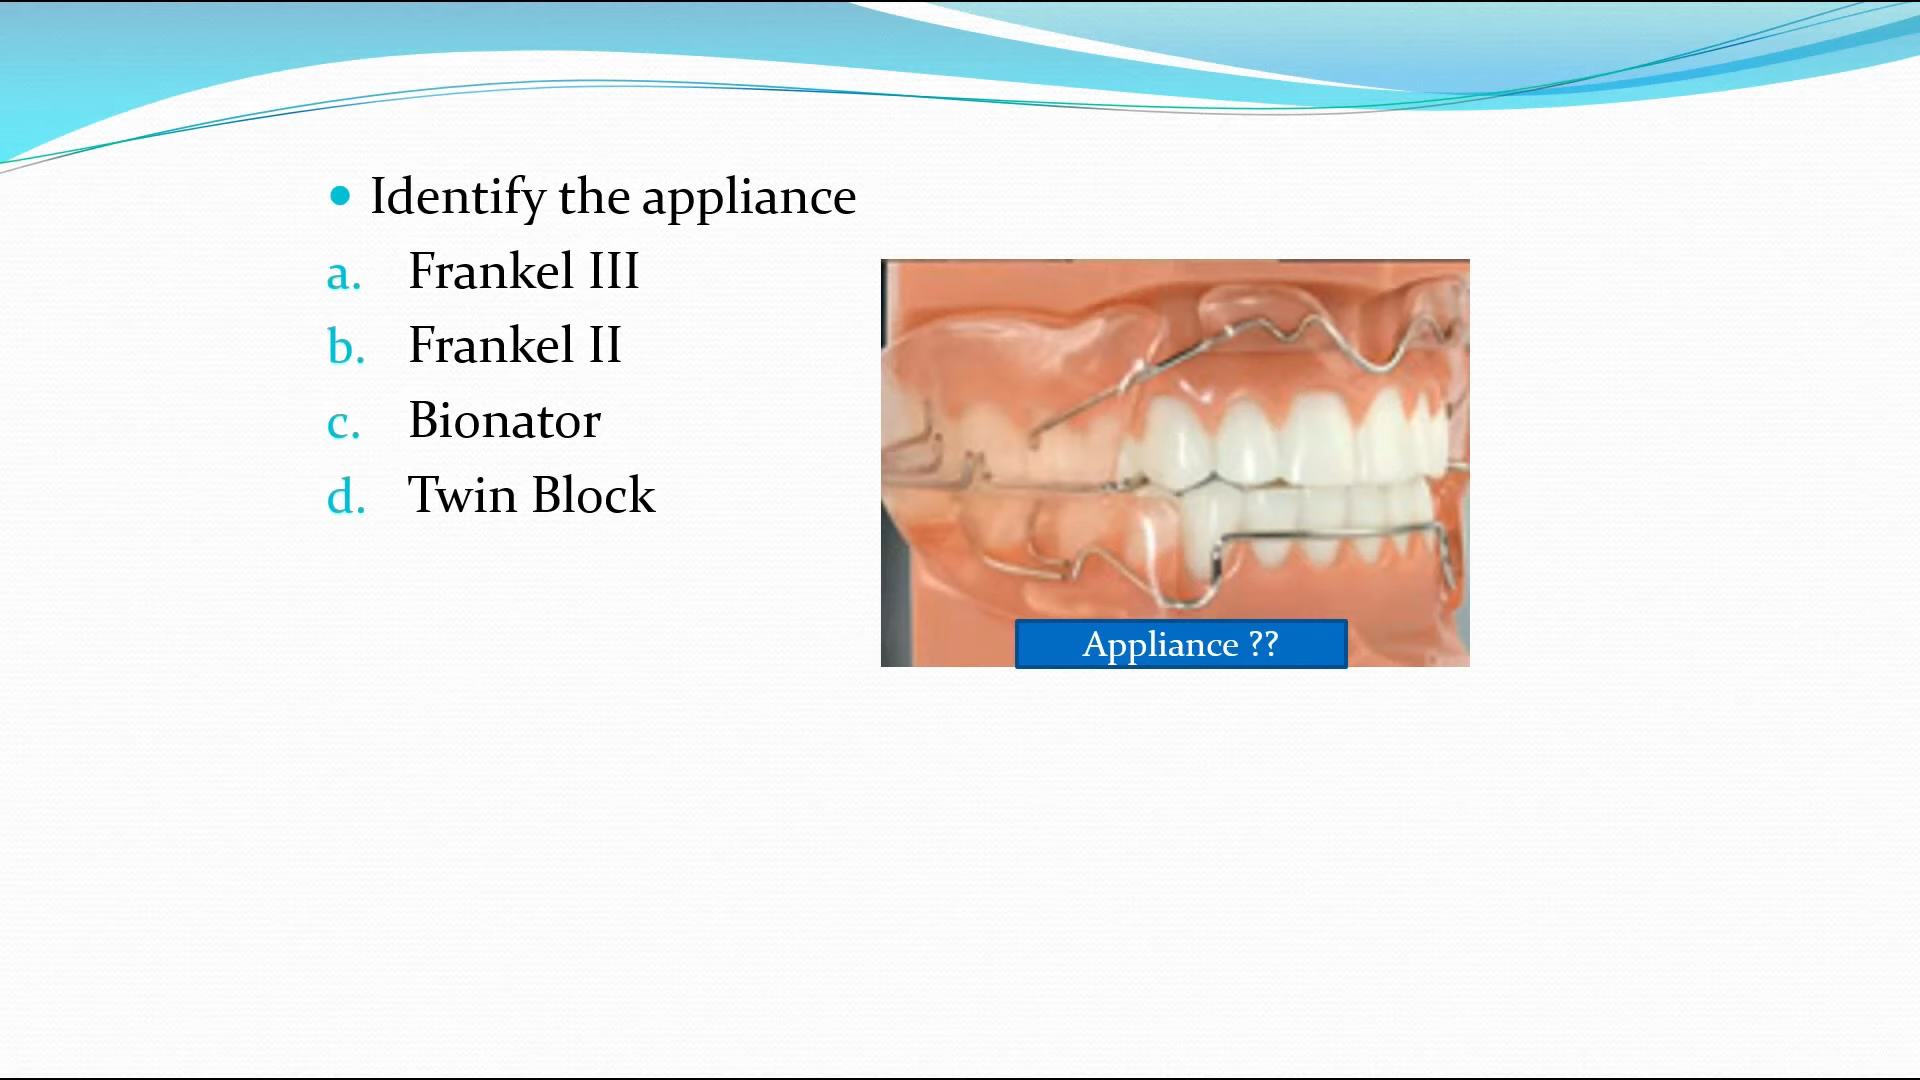 Identify the appliance
a. Frankel III
b. Frankel II
c. Bionator
d. Twin Block
Appliance ??